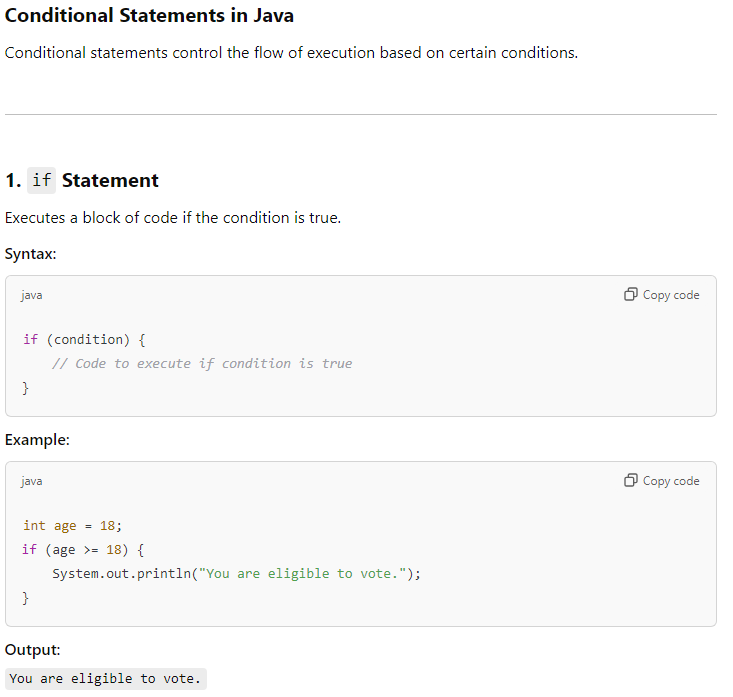 Conditional Statements in Java
Conditional statements control the flow of execution based on certain conditions.
1. if Statement
Executes a block of code if the condition is true.
Syntax:
java
Copy code
if (condition) {
    // Code to execute if condition is true
}
Example:
java
Copy code
int age = 18;
if (age >= 18) {
    System.out.println("You are eligible to vote.");
}
Output:
You are eligible to vote.